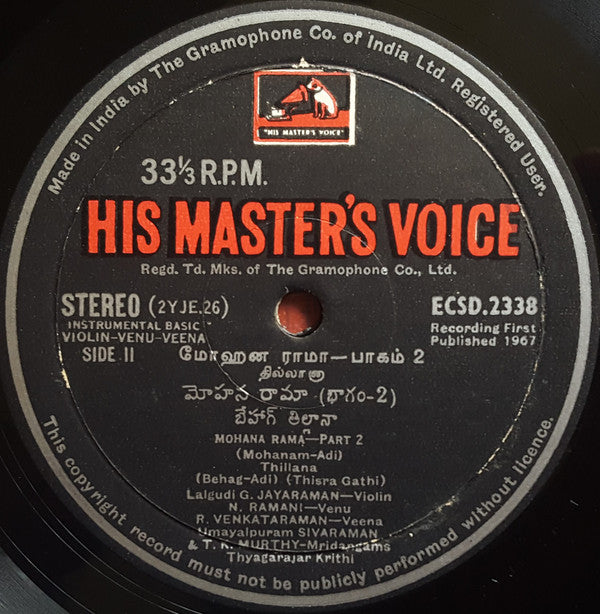 Made in India by The Gramophone Co. of India Ltd. Registered User.
"HIS MASTER'S VOICE"
33⅓ R.P.M.
HIS MASTER'S VOICE
Regd. Td. Mks. of The Gramophone Co., Ltd.
STEREO (2YJE.26)
ECSD.2338
INSTRUMENTAL BASIC
Recording First
VIOLIN-VENU-VEENA
Published 1967
SIDE II
மோஹன ராமா—பாகம் 2
தில்லானா
మోహన రామా (భాగం-2)
బేహాగ్ తిల్లానా
MOHANA RAMA—PART 2
(Mohanam-Adi)
Thillana
(Behag-Adi) (Thisra Gathi)
Lalgudi G. JAYARAMAN—Violin
N. RAMANI—Venu
R. VENKATARAMAN—Veena
Umayalpuram SIVARAMAN
& T. K. MURTHY—Mridangams
Thyagarajar Krithi
This copyright record must not be publicly performed without licence.